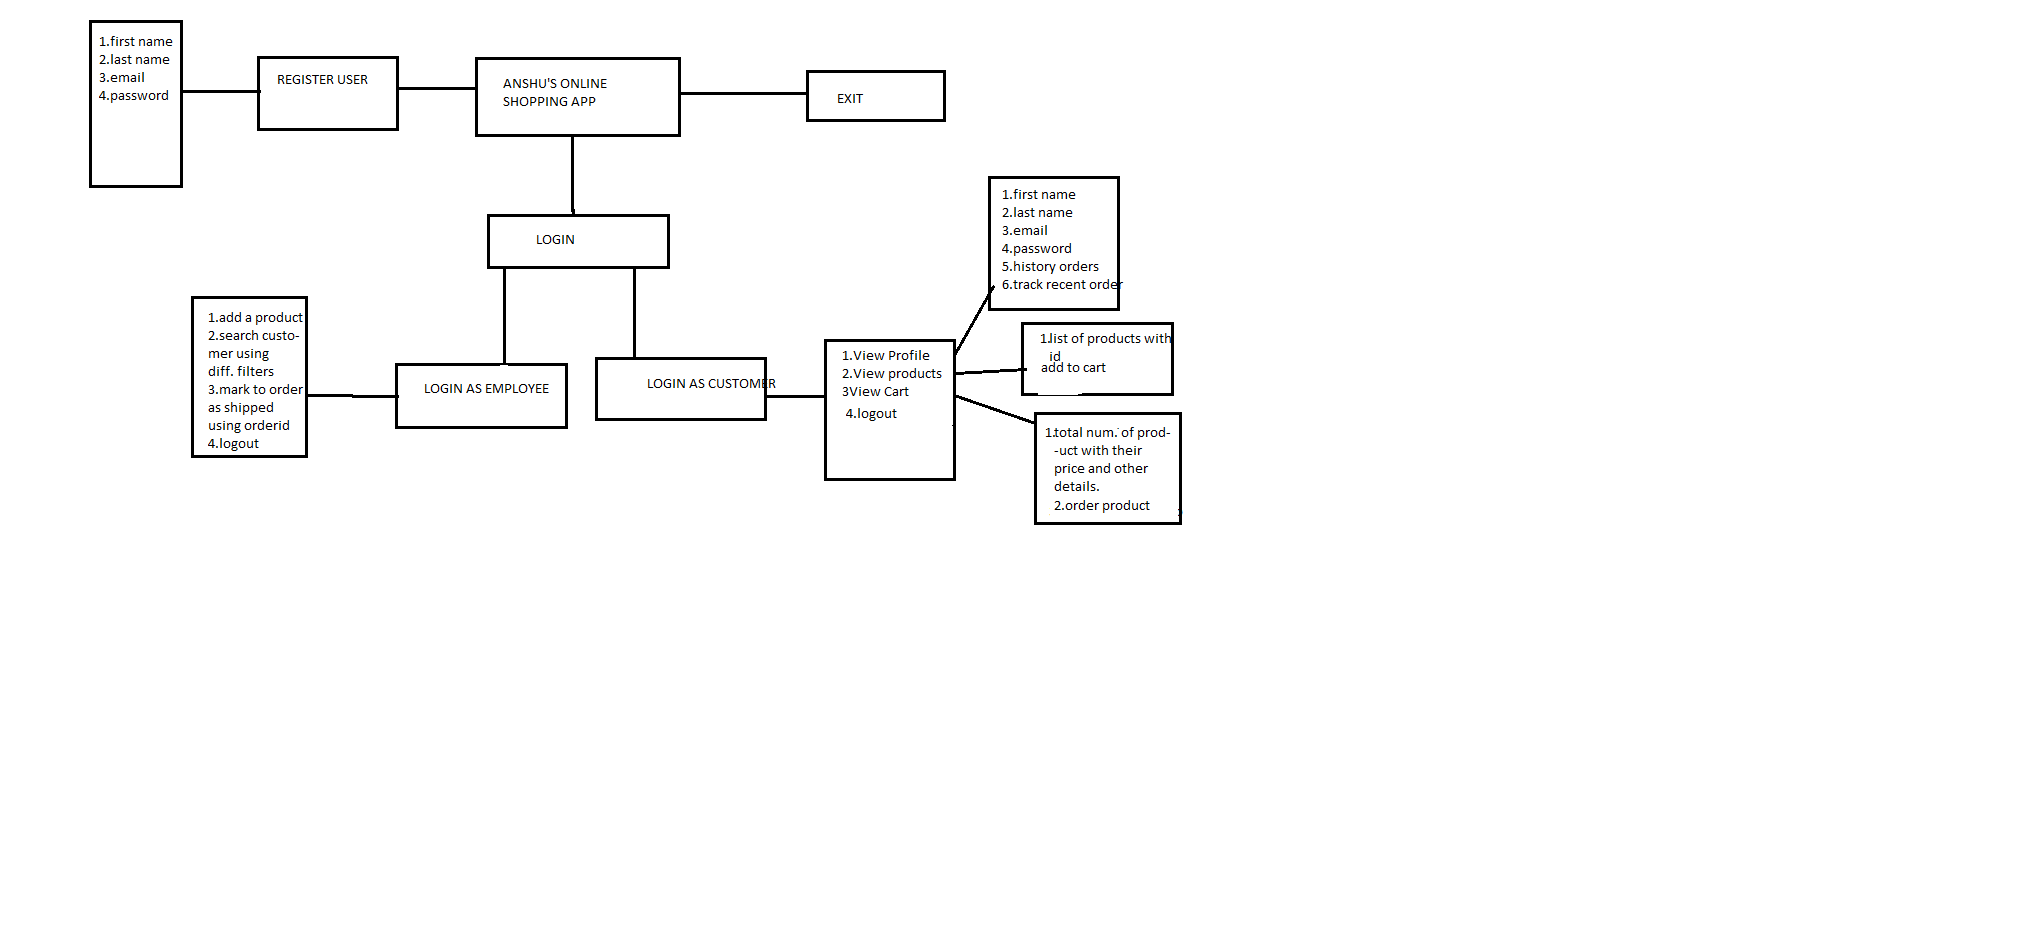 1.first name
2.last name
3.email
4.password
REGISTER USER
ANSHU'S ONLINE
SHOPPING APP
EXIT
LOGIN
1.add a product
2.search custo-
mer using
diff. filters
3.mark to order
as shipped
using orderid
4.logout
LOGIN AS EMPLOYEE
LOGIN AS CUSTOMER
1.View Profile
2.View products
3View Cart
4.logout
1.first name
2.last name
3.email
4.password
5.history orders
6.track recent order
1.list of products with
id
add to cart
1.total num. of prod-
-uct with their
price and other
details.
2.order product